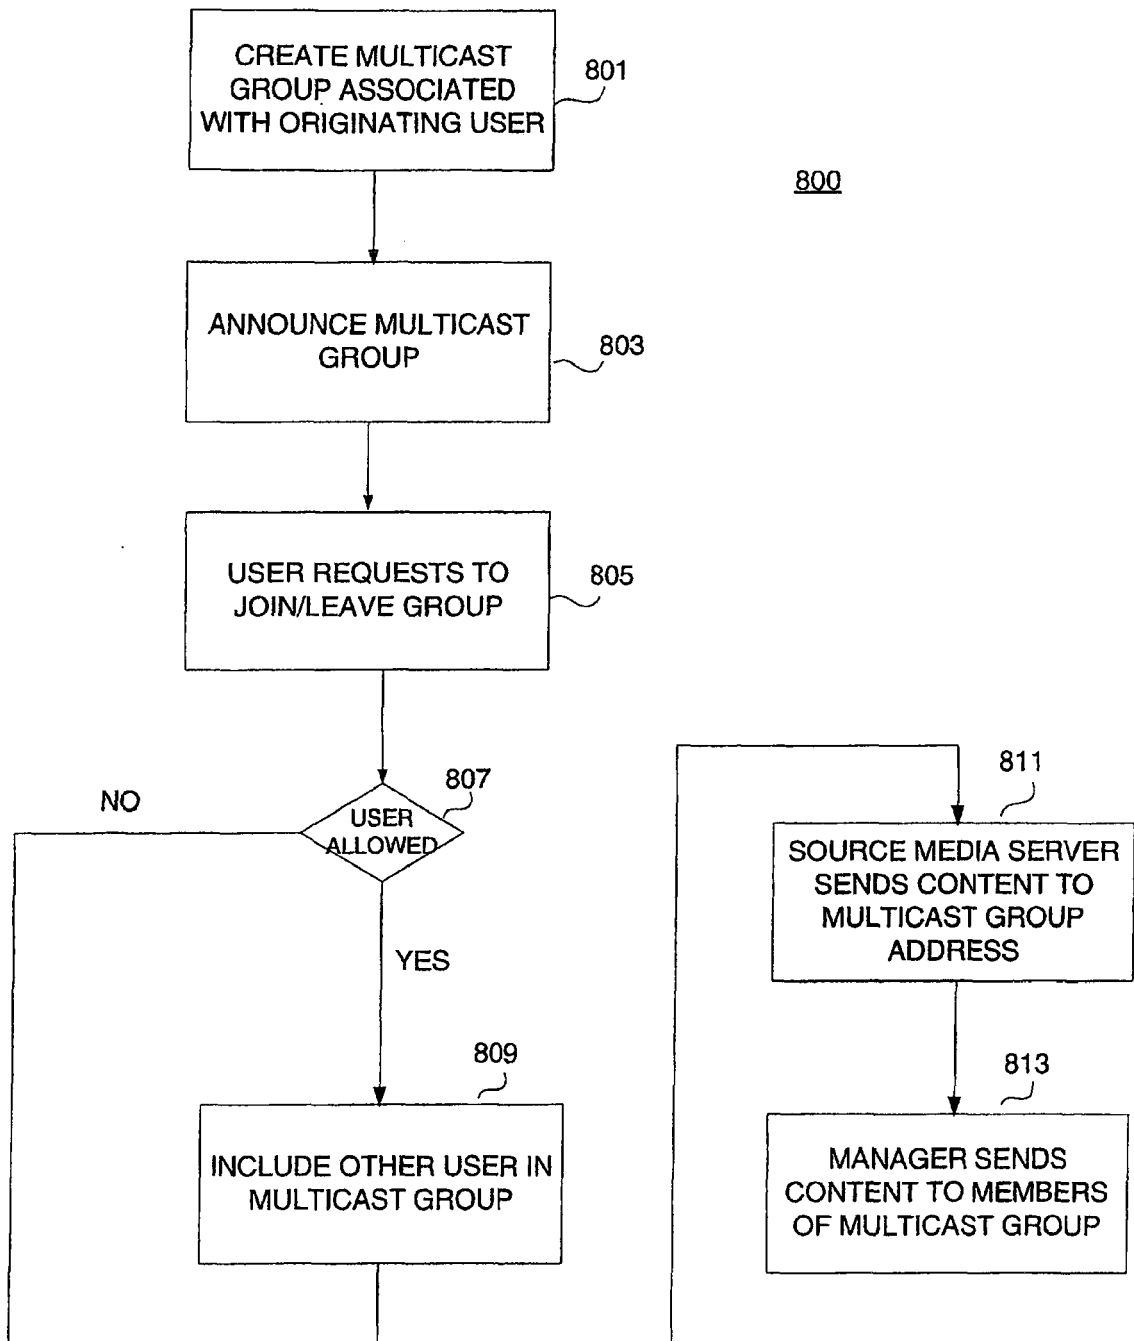 CREATE MULTICAST
GROUP ASSOCIATED
WITH ORIGINATING USER
801
800
ANNOUNCE MULTICAST
GROUP
803
USER REQUESTS TO
JOIN/LEAVE GROUP
805
807
NO
USER
ALLOWED
YES
809
INCLUDE OTHER USER IN
MULTICAST GROUP
811
SOURCE MEDIA SERVER
SENDS CONTENT TO
MULTICAST GROUP
ADDRESS
813
MANAGER SENDS
CONTENT TO MEMBERS
OF MULTICAST GROUP